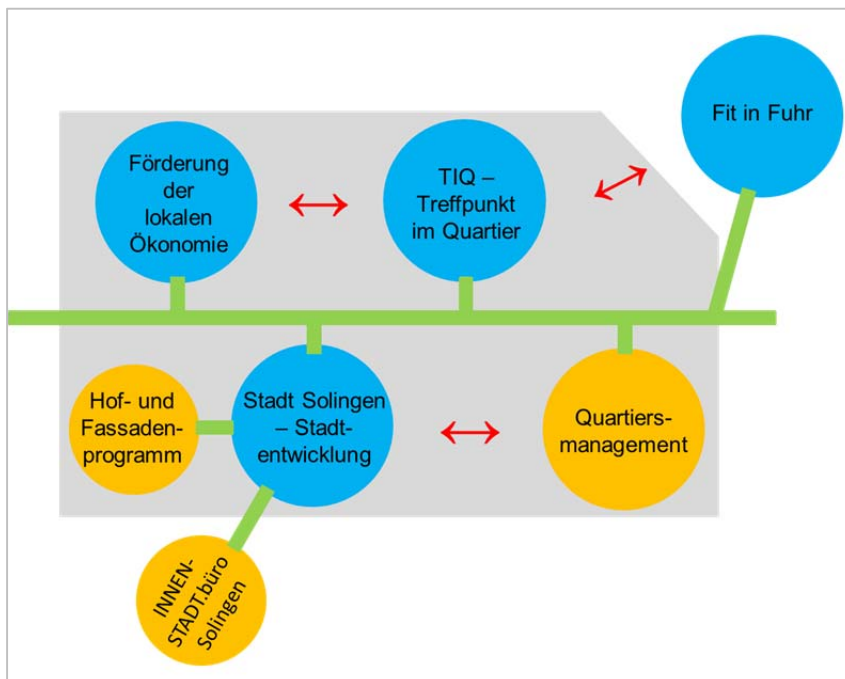 Fit in Fuhr
Förderung
der
lokalen
Ökonomie
TIQ –
Treffpunkt
im Quartier
Hof- und
Fassaden-
programm
Stadt Solingen
– Stadt-
entwicklung
Quartiers-
management
INNEN-
STADT.büro
Solingen